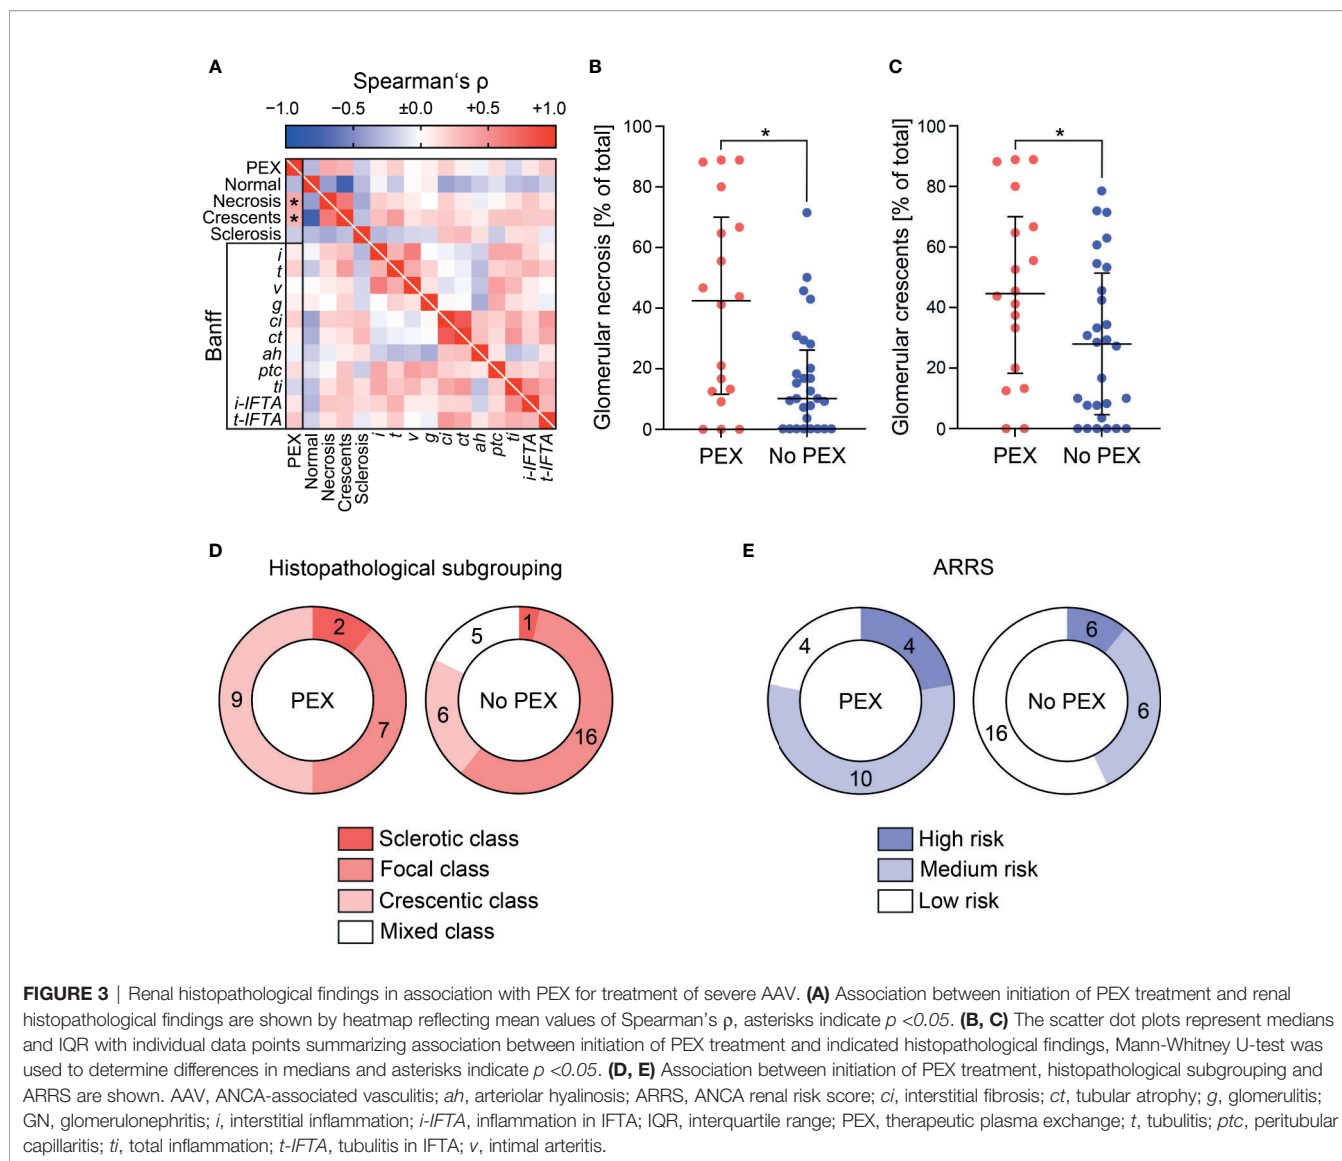 A
Spearman‘s ρ
−1.0 −0.5 ±0.0 +0.5 +1.0
PEX
Normal
Necrosis *
Crescents *
Sclerosis
Banff
i
t
v
g
ci
ct
ah
ptc
ti
i-IFTA
t-IFTA
PEX Normal Necrosis Crescents Sclerosis i t v g ci ct ah ptc ti i-IFTA t-IFTA
B
Glomerular necrosis [% of total]
100
80
60
40
20
0
*
PEX No PEX
C
Glomerular crescents [% of total]
100
80
60
40
20
0
*
PEX No PEX
D
Histopathological subgrouping
2
9
PEX
7
1
5
6
No PEX
16
Sclerotic class
Focal class
Crescentic class
Mixed class
E
ARRS
4
4
PEX
10
6
16
No PEX
6
High risk
Medium risk
Low risk
FIGURE 3 | Renal histopathological findings in association with PEX for treatment of severe AAV. (A) Association between initiation of PEX treatment and renal
histopathological findings are shown by heatmap reflecting mean values of Spearman’s ρ, asterisks indicate p <0.05. (B, C) The scatter dot plots represent medians
and IQR with individual data points summarizing association between initiation of PEX treatment and indicated histopathological findings, Mann-Whitney U-test was
used to determine differences in medians and asterisks indicate p <0.05. (D, E) Association between initiation of PEX treatment, histopathological subgrouping and
ARRS are shown. AAV, ANCA-associated vasculitis; ah, arteriolar hyalinosis; ARRS, ANCA renal risk score; ci, interstitial fibrosis; ct, tubular atrophy; g, glomerulitis;
GN, glomerulonephritis; i, interstitial inflammation; i-IFTA, inflammation in IFTA; IQR, interquartile range; PEX, therapeutic plasma exchange; t, tubulitis; ptc, peritubular
capillaritis; ti, total inflammation; t-IFTA, tubulitis in IFTA; v, intimal arteritis.